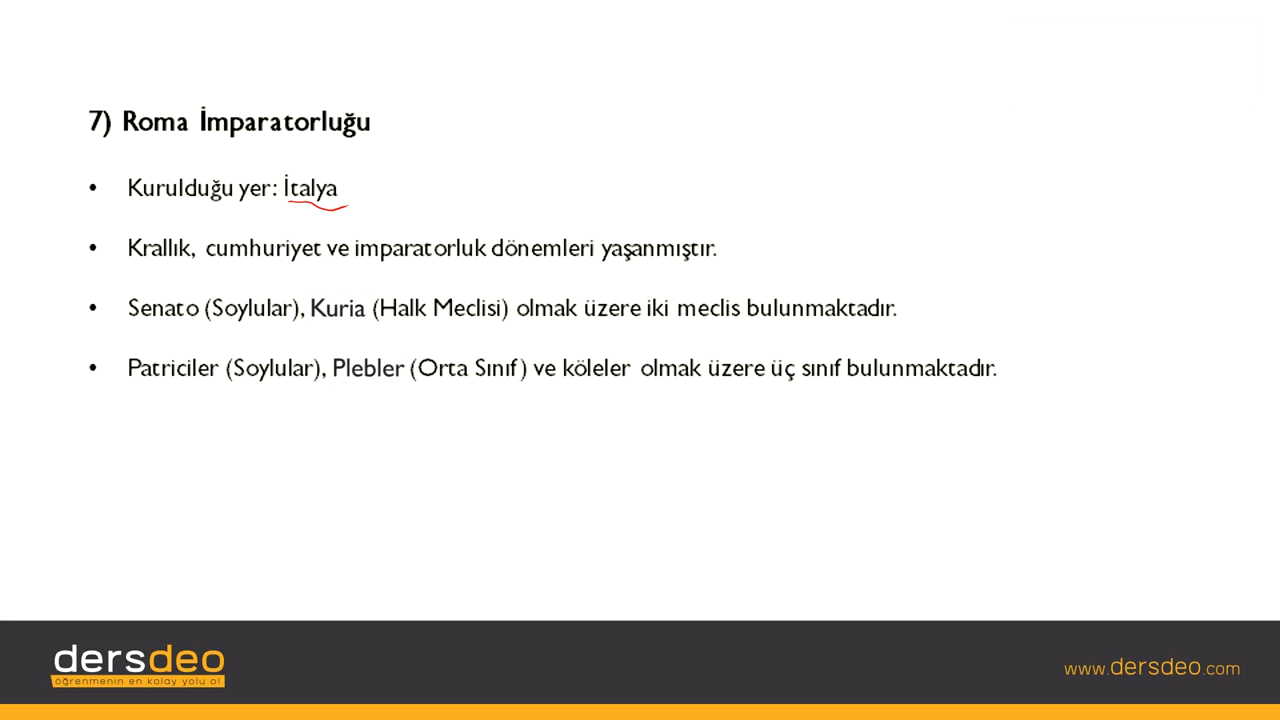 7) Roma İmparatorluğu
• Kurulduğu yer: İtalya
• Krallık, cumhuriyet ve imparatorluk dönemleri yaşanmıştır.
• Senato (Soylular), Kuria (Halk Meclisi) olmak üzere iki meclis bulunmaktadır.
• Patriciler (Soylular), Plebler (Orta Sınıf) ve köleler olmak üzere üç sınıf bulunmaktadır.
dersdeo
öğrenmenin en kolay yolu o!
www.dersdeo.com